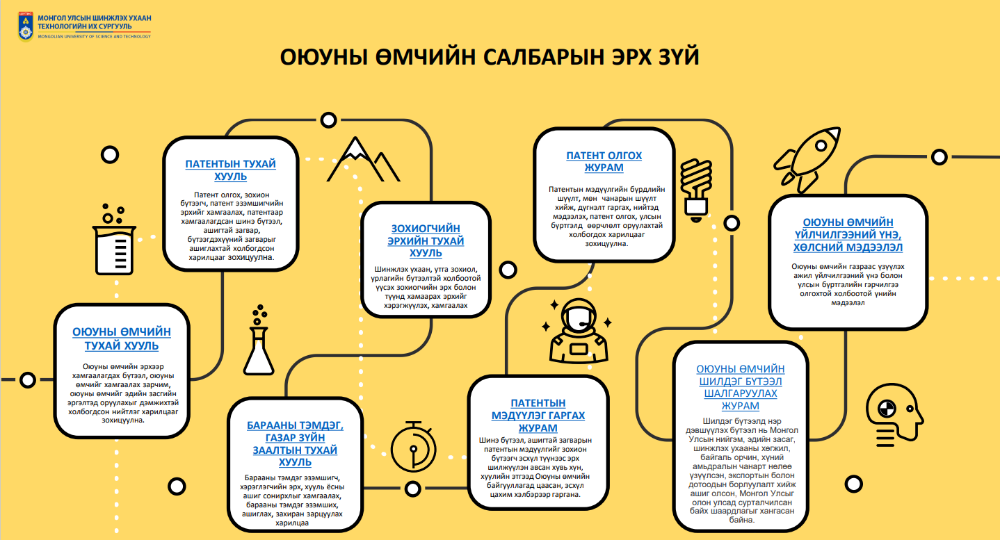 ШУТИС
МОНГОЛ УЛСЫН ШИНЖЛЭХ УХААН
ТЕХНОЛОГИЙН ИХ СУРГУУЛЬ
MONGOLIAN UNIVERSITY OF SCIENCE AND TECHNOLOGY
ОЮУНЫ ӨМЧИЙН САЛБАРЫН ЭРХ ЗҮЙ
ОЮУНЫ ӨМЧИЙН
ТУХАЙ ХУУЛЬ
Оюуны өмчийн эрхээр
хамгаалагдах бүтээл, оюуны
өмчийг хамгаалах зарчим,
оюуны өмчийг эдийн засгийн
эргэлтэд оруулахыг дэмжихтэй
холбогдсон нийтлэг харилцааг
зохицуулна.
ПАТЕНТЫН ТУХАЙ
ХУУЛЬ
Патент олгох, зохион
бүтээгч, патент эзэмшигчийн
эрхийг хамгаалах, патентаар
хамгаалагдсан шинэ бүтээл,
ашигтай загвар,
бүтээгдэхүүний загварыг
ашиглахтай холбогдсон
харилцааг зохицуулна.
ЗОХИОГЧИЙН
ЭРХИЙН ТУХАЙ
ХУУЛЬ
Шинжлэх ухаан, утга зохиол,
урлагийн бүтээлтэй холбоотой
үүсэх зохиогчийн эрх болон
түүнд хамаарах эрхийг
хэрэгжүүлэх, хамгаалах
БАРААНЫ ТЭМДЭГ,
ГАЗАР ЗҮЙН
ЗААЛТЫН ТУХАЙ
ХУУЛЬ
Барааны тэмдэг эзэмшигч,
хэрэглэгчийн эрх, хууль ёсны
ашиг сонирхлыг хамгаалах,
барааны тэмдэг эзэмших,
ашиглах, захиран зарцуулах
харилцаа
ПАТЕНТЫН
МЭДҮҮЛЭГ ГАРГАХ
ЖУРАМ
Шинэ бүтээл, ашигтай загварын
патентын мэдүүлгийг зохион
бүтээгч эсхүл түүнээс эрх
шилжүүлэн авсан хувь хүн,
хуулийн этгээд Оюуны өмчийн
байгууллагад цаасан, эсхүл
цахим хэлбэрээр гаргана.
ПАТЕНТ ОЛГОХ
ЖУРАМ
Патентын мэдүүлгийн бүрдлийн
шүүлт, мөн чанарын шүүлт
хийж, дүгнэлт гаргах, нийтэд
мэдээлэх, патент олгох, улсын
бүртгэлд өөрчлөлт оруулахтай
холбогдох харилцааг
зохицуулна.
ОЮУНЫ ӨМЧИЙН
ШИЛДЭГ БҮТЭЭЛ
ШАЛГАРУУЛАХ
ЖУРАМ
Шилдэг бүтээлд нэр
дэвшүүлэх бүтээл нь Монгол
Улсын нийгэм, эдийн засаг,
шинжлэх ухааны хөгжил,
байгаль орчин, хүний
амьдралын чанарт нөлөө
үзүүлсэн, экспортын болон
дотоодын борлуулалт хийж
ашиг олсон, Монгол Улсыг
олон улсад сурталчилсан
байх шаардлагыг хангасан
байна.
ОЮУНЫ ӨМЧИЙН
ҮЙЛЧИЛГЭЭНИЙ ҮНЭ,
ХӨЛСНИЙ МЭДЭЭЛЭЛ
Оюуны өмчийн газраас үзүүлэх
ажил үйлчилгээний үнэ болон
улсын бүртгэлийн гэрчилгээ
олгохтой холбоотой үнийн
мэдээлэл